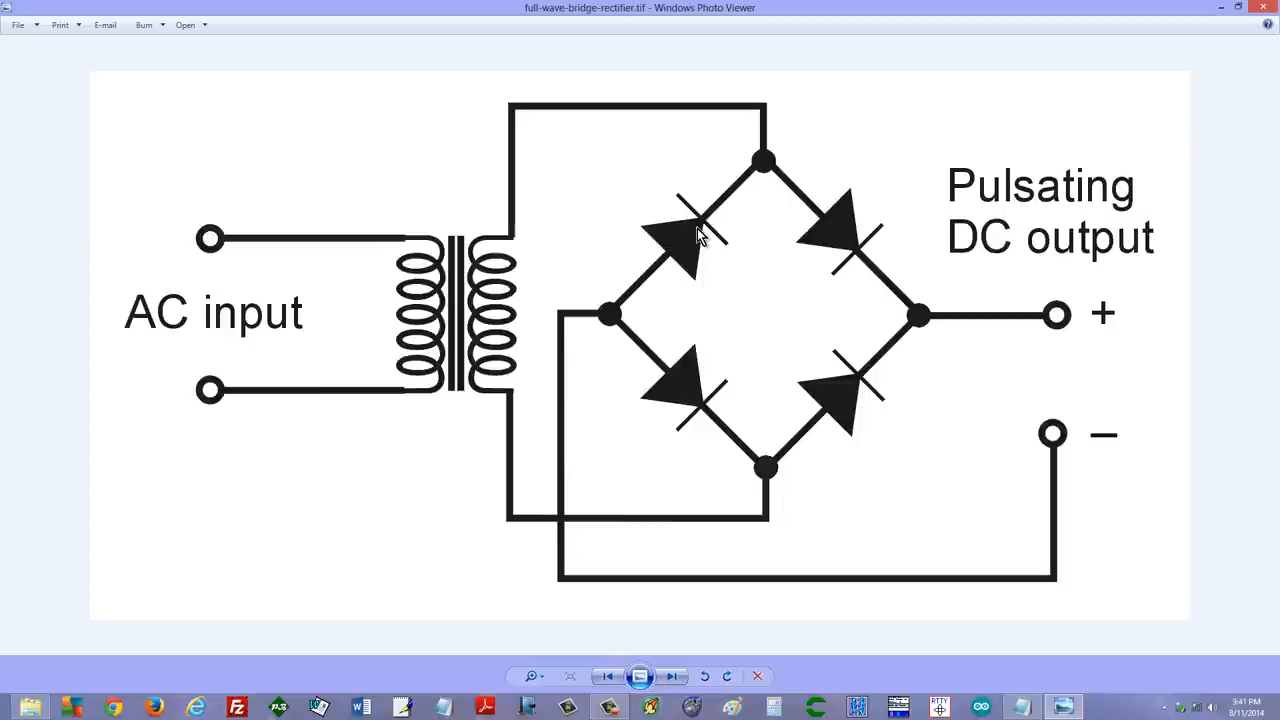 full-wave-bridge-rectifier.tif - Windows Photo Viewer
File Print E-mail Burn Open
Pulsating
DC output
AC input
+
–
RTTY
3:41 PM
8/11/2014